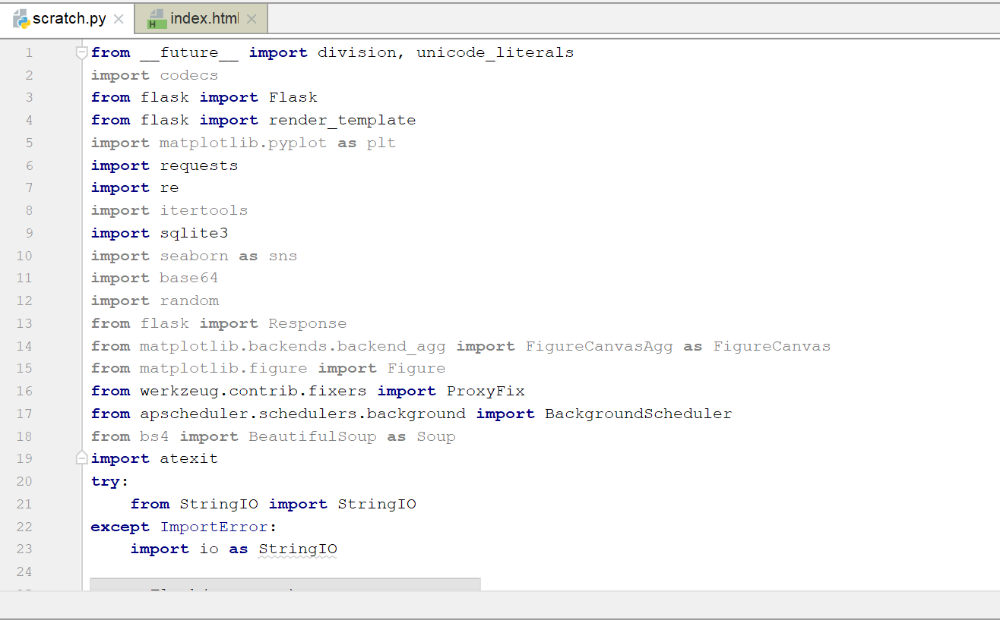 scratch.py index.html
1 from __future__ import division, unicode_literals
2 import codecs
3 from flask import Flask
4 from flask import render_template
5 import matplotlib.pyplot as plt
6 import requests
7 import re
8 import itertools
9 import sqlite3
10 import seaborn as sns
11 import base64
12 import random
13 from flask import Response
14 from matplotlib.backends.backend_agg import FigureCanvasAgg as FigureCanvas
15 from matplotlib.figure import Figure
16 from werkzeug.contrib.fixers import ProxyFix
17 from apscheduler.schedulers.background import BackgroundScheduler
18 from bs4 import BeautifulSoup as Soup
19 import atexit
20 try:
21     from StringIO import StringIO
22 except ImportError:
23     import io as StringIO
24